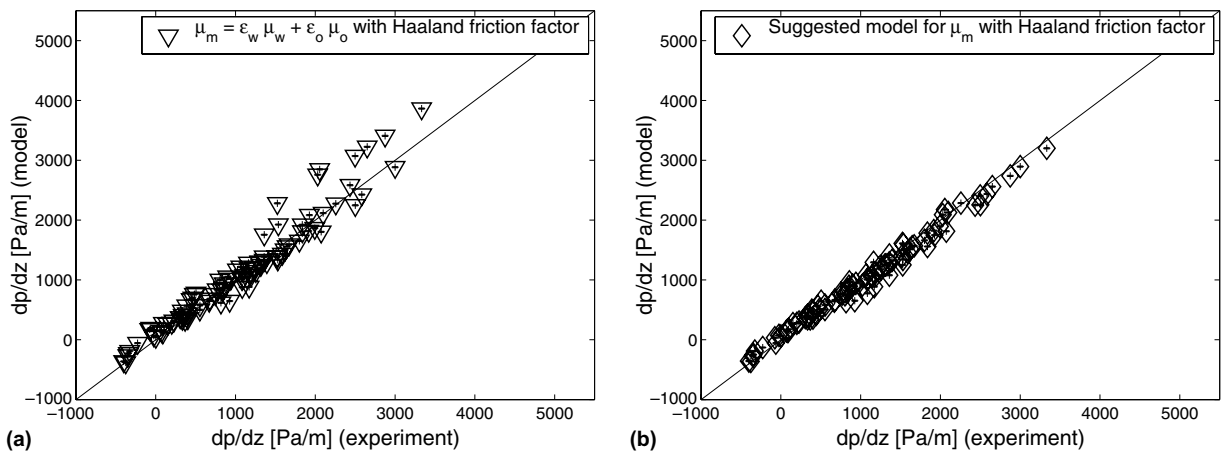 μm = εw μw + εo μo with Haaland friction factor
5000
4000
3000
2000
1000
0
−1000
dp/dz [Pa/m] (model)
−1000 0 1000 2000 3000 4000 5000
(a) dp/dz [Pa/m] (experiment)
Suggested model for μm with Haaland friction factor
5000
4000
3000
2000
1000
0
−1000
dp/dz [Pa/m] (model)
−1000 0 1000 2000 3000 4000 5000
(b) dp/dz [Pa/m] (experiment)